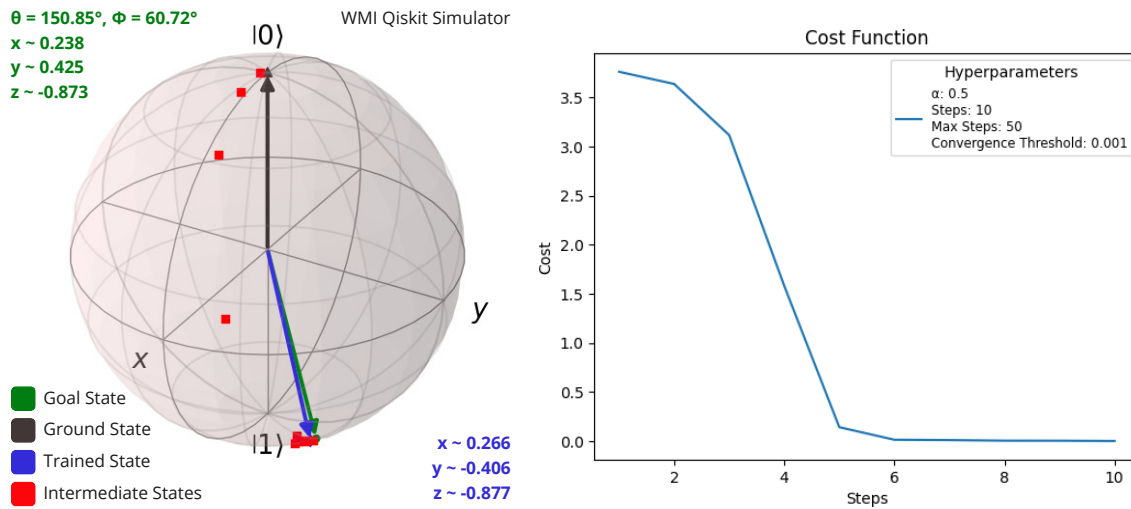 θ = 150.85°, Φ = 60.72°
x ~ 0.238
y ~ 0.425
z ~ -0.873
WMI Qiskit Simulator
|0⟩
y
x
|1⟩
Goal State
Ground State
Trained State
Intermediate States
x ~ 0.266
y ~ -0.406
z ~ -0.877
Cost Function
Hyperparameters
α: 0.5
Steps: 10
Max Steps: 50
Convergence Threshold: 0.001
Cost
3.5
3.0
2.5
2.0
1.5
1.0
0.5
0.0
2 4 6 8 10
Steps